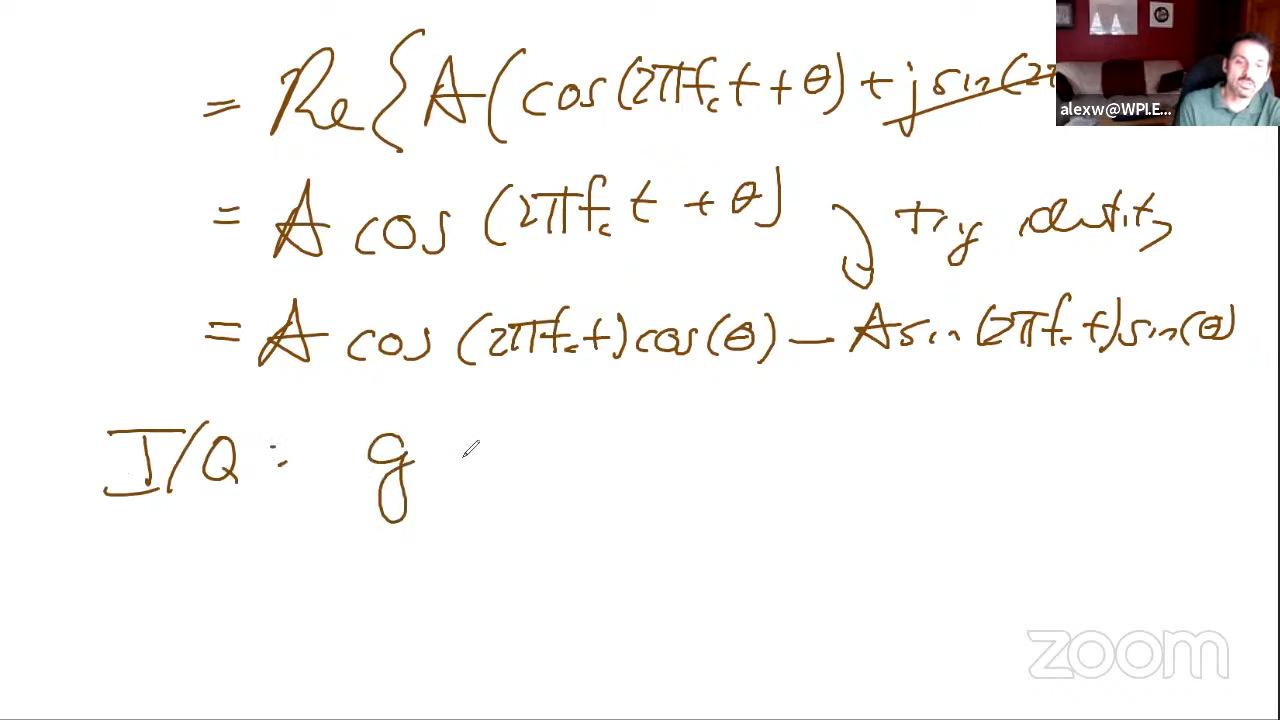 = Re{A(cos(2πf_c t + θ) + j sin(2π
alexw@WPI.E...
= A cos(2πf_c t + θ) trig identity
= A cos(2πf_c t)cos(θ) — A sin(2πf_c t)sin(θ)
I/Q : g
zoom